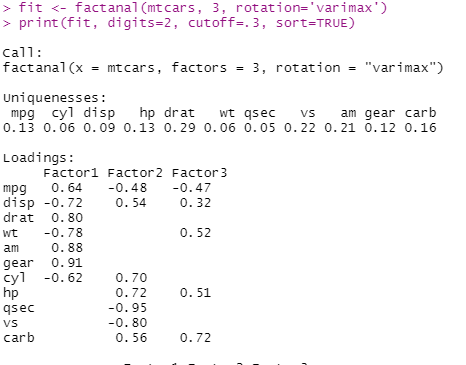 > fit <- factanal(mtcars, 3, rotation='varimax')
> print(fit, digits=2, cutoff=.3, sort=TRUE)
Call:
factanal(x = mtcars, factors = 3, rotation = "varimax")
Uniquenesses:
mpg cyl disp hp drat wt qsec vs am gear carb
0.13 0.06 0.09 0.13 0.29 0.06 0.05 0.22 0.21 0.12 0.16
Loadings:
Factor1 Factor2 Factor3
mpg 0.64 -0.48 -0.47
disp -0.72 0.54 0.32
drat 0.80
wt -0.78 0.52
am 0.88
gear 0.91
cyl -0.62 0.70
hp 0.72 0.51
qsec -0.95
vs -0.80
carb 0.56 0.72